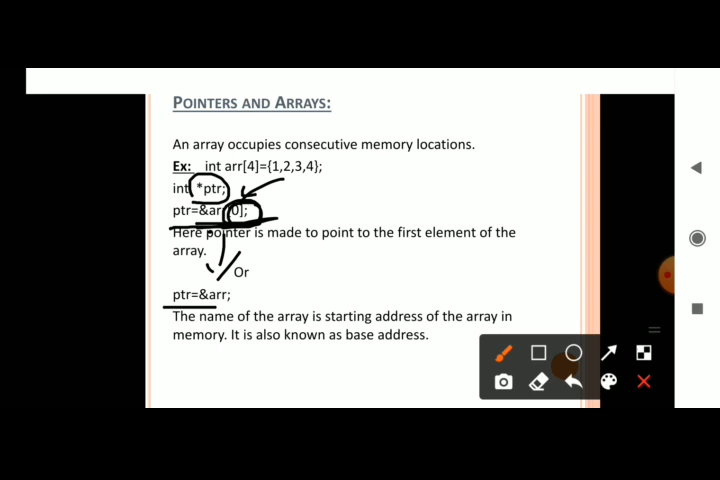 POINTERS AND ARRAYS:
An array occupies consecutive memory locations.
Ex: int arr[4]={1,2,3,4};
int *ptr;
ptr=&arr[0];
Here pointer is made to point to the first element of the
array.
Or
ptr=&arr;
The name of the array is starting address of the array in
memory. It is also known as base address.